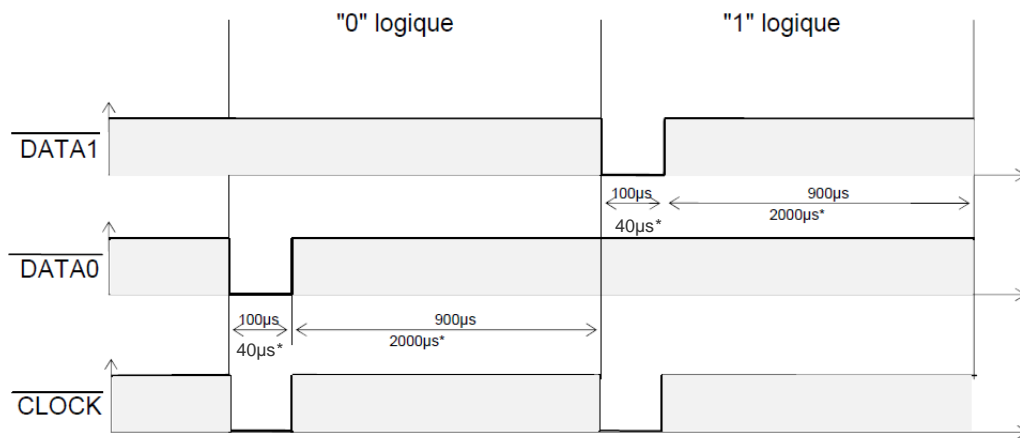 "0" logique
"1" logique
DATA1
100µs
900µs
40µs*
2000µs*
DATA0
100µs
900µs
40µs*
2000µs*
CLOCK